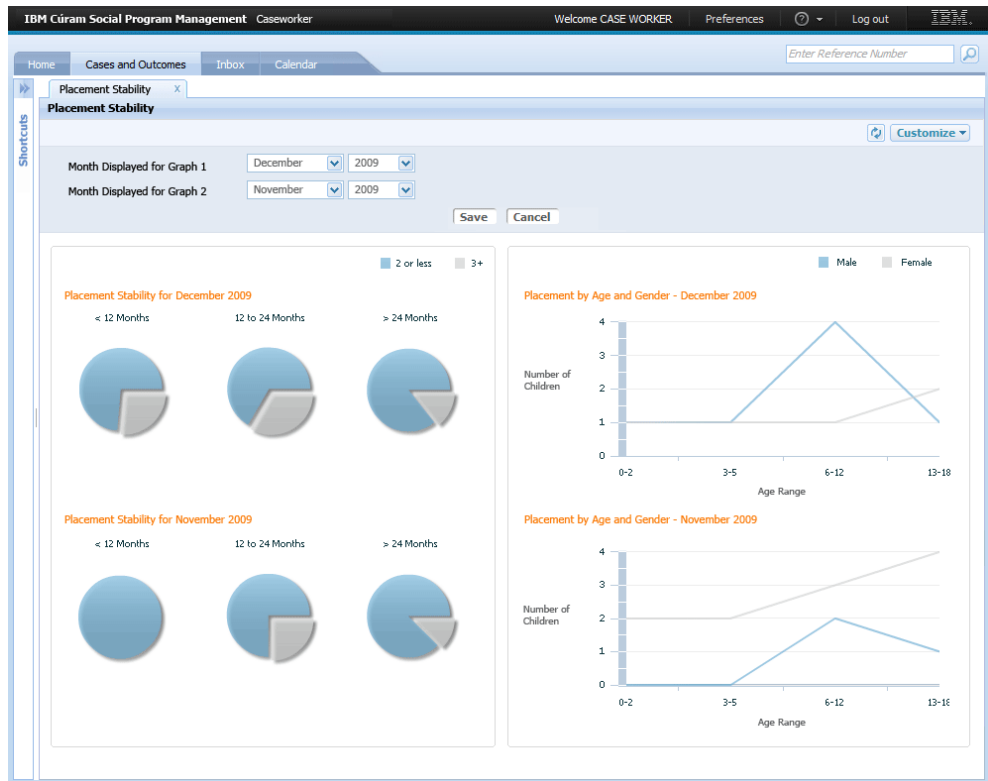 IBM Cúram Social Program Management Caseworker Welcome CASE WORKER Preferences ? Log out IBM.
Enter Reference Number
Home Cases and Outcomes Inbox Calendar
Placement Stability X
Placement Stability
Shortcuts
Customize
Month Displayed for Graph 1 December 2009
Month Displayed for Graph 2 November 2009
Save Cancel
2 or less 3+
Placement Stability for December 2009
< 12 Months 12 to 24 Months > 24 Months
Placement Stability for November 2009
< 12 Months 12 to 24 Months > 24 Months
Male Female
Placement by Age and Gender - December 2009
4
3
Number of
Children
2
1
0
0-2 3-5 6-12 13-18
Age Range
Placement by Age and Gender - November 2009
4
3
Number of
Children
2
1
0
0-2 3-5 6-12 13-18
Age Range